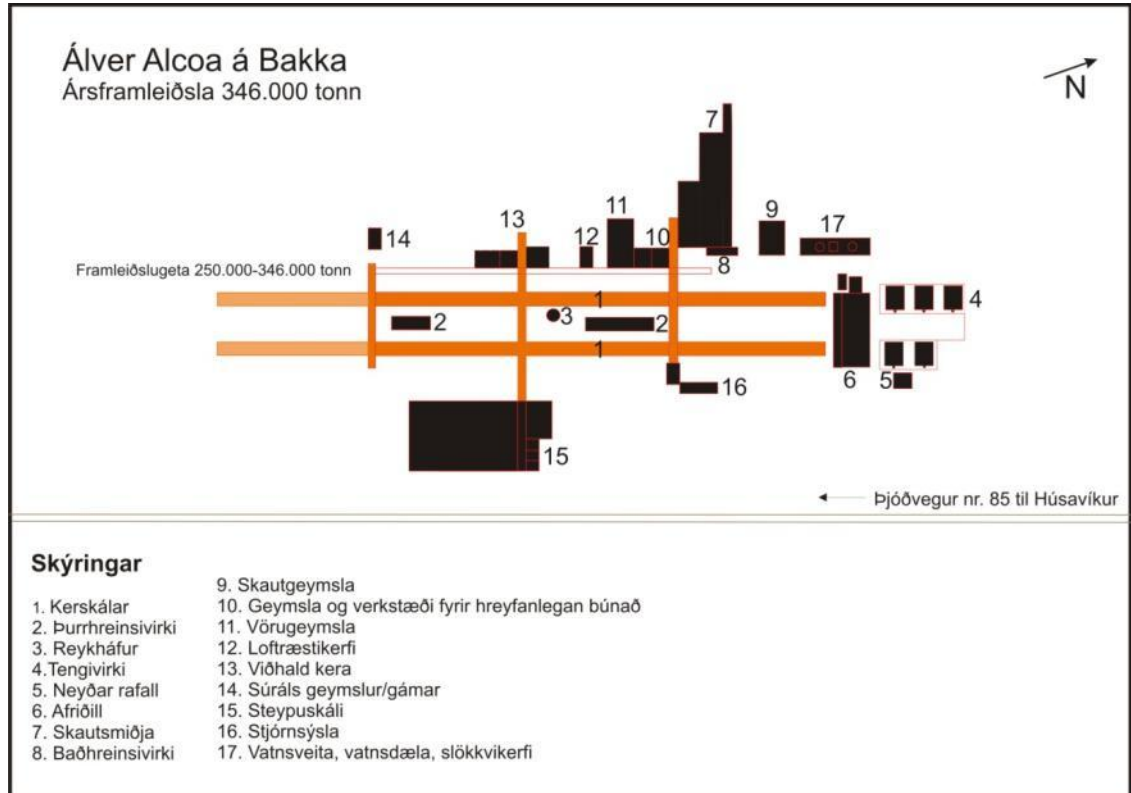 Álver Alcoa á Bakka
Ársframleiðsla 346.000 tonn
N
7
13
11
12
10
9
17
14
8
Framleiðslugeta 250.000-346.000 tonn
1
4
2
3
2
1
6
5
16
15
Þjóðvegur nr. 85 til Húsavíkur
Skýringar
1. Kerskálar
2. Þurrhreinsivirki
3. Reykháfur
4.Tengivirki
5. Neyðar rafall
6. Afriðill
7. Skautsmiðja
8. Baðhreinsivirki
9. Skautgeymsla
10. Geymsla og verkstæði fyrir hreyfanlegan búnað
11. Vörugeymsla
12. Loftræstikerfi
13. Viðhald kera
14. Súráls geymslur/gámar
15. Steypuskáli
16. Stjórnsýsla
17. Vatnsveita, vatnsdæla, slökkvikerfi